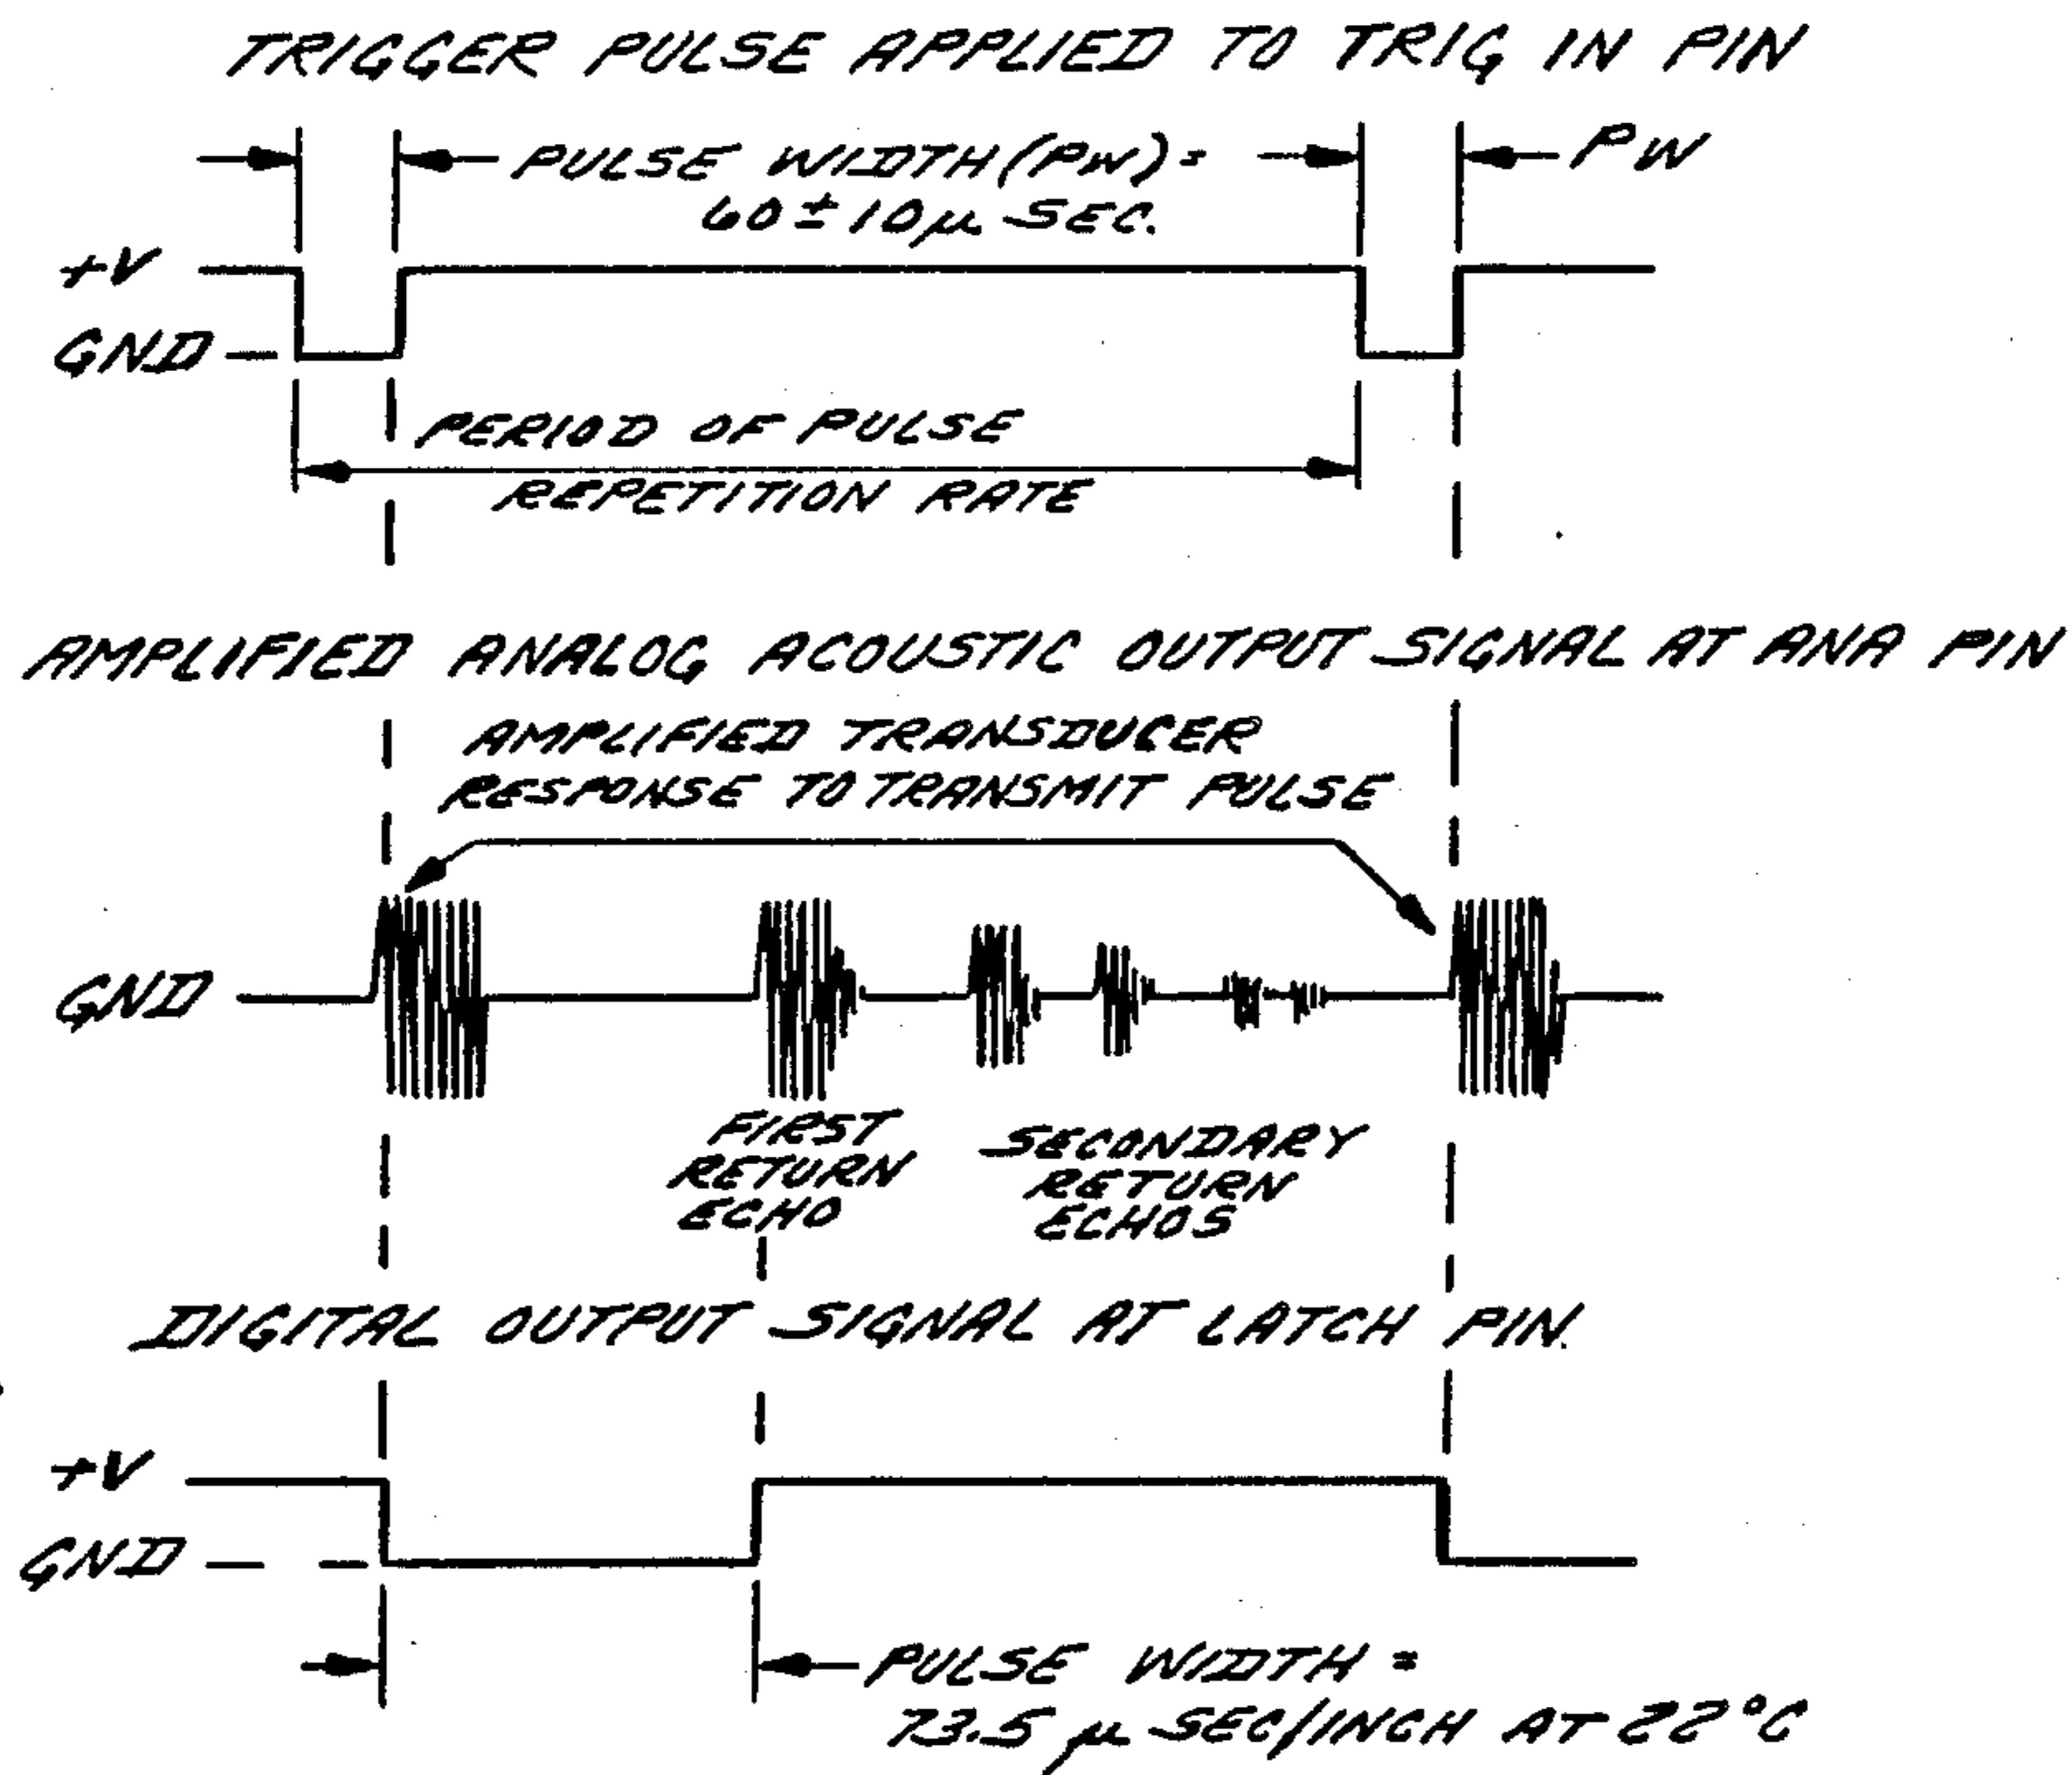 TRIGGER PULSE APPLIED TO TRIG IN PIN
PULSE WIDTH (PW) =
60 ± 10 μ SEC.
PW
+V
GND
PERIOD OF PULSE
REPETITION RATE
AMPLIFIED ANALOG ACOUSTIC OUTPUT SIGNAL AT ANA PIN
AMPLIFIED TRANSDUCER
RESPONSE TO TRANSMIT PULSE
GND
FIRST
RETURN
ECHO
SECONDARY
RETURN
ECHOS
DIGITAL OUTPUT SIGNAL AT LATCH PIN.
+V
GND
PULSE WIDTH =
73.5 μ SEC/INCH AT 22°C